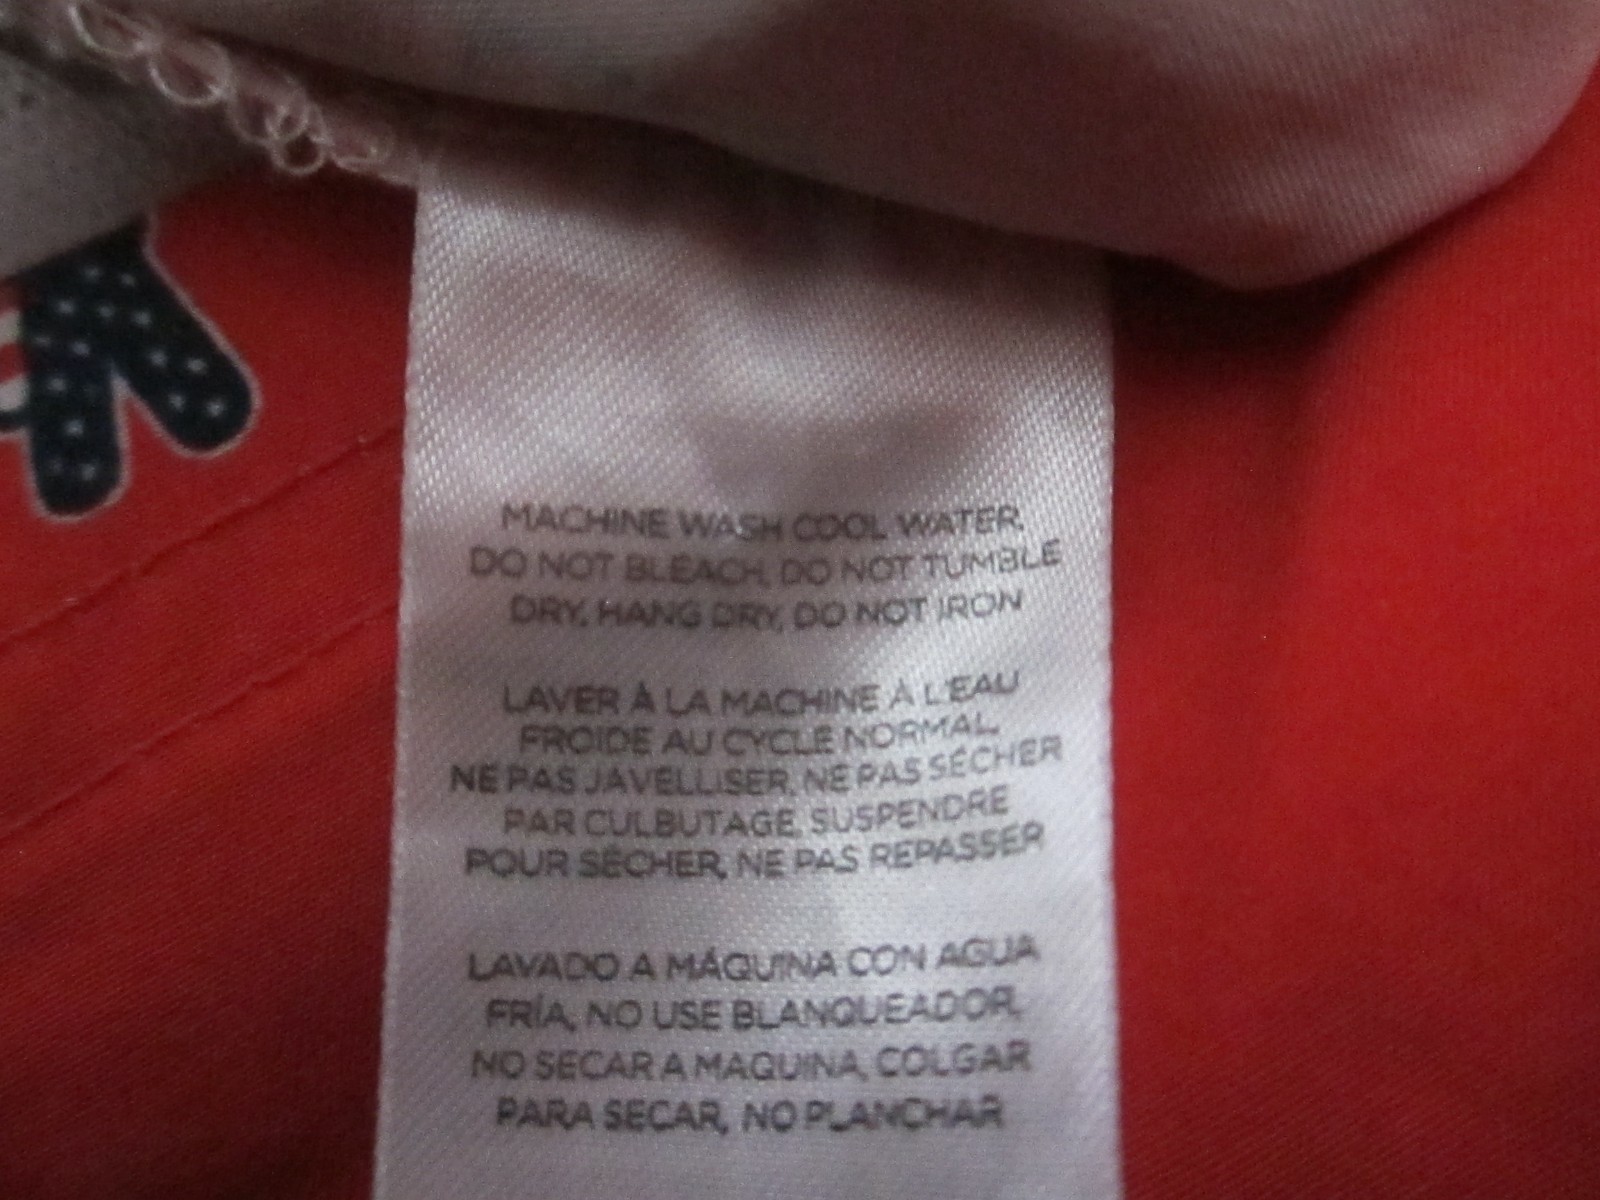 MACHINE WASH COOL WATER,
DO NOT BLEACH, DO NOT TUMBLE
DRY, HANG DRY, DO NOT IRON
LAVER À LA MACHINE À L'EAU
FROIDE AU CYCLE NORMAL,
NE PAS JAVELLISER, NE PAS SÉCHER
PAR CULBUTAGE, SUSPENDRE
POUR SÉCHER, NE PAS REPASSER
LAVADO A MÁQUINA CON AGUA
FRÍA, NO USE BLANQUEADOR,
NO SECAR A MAQUINA, COLGAR
PARA SECAR, NO PLANCHAR